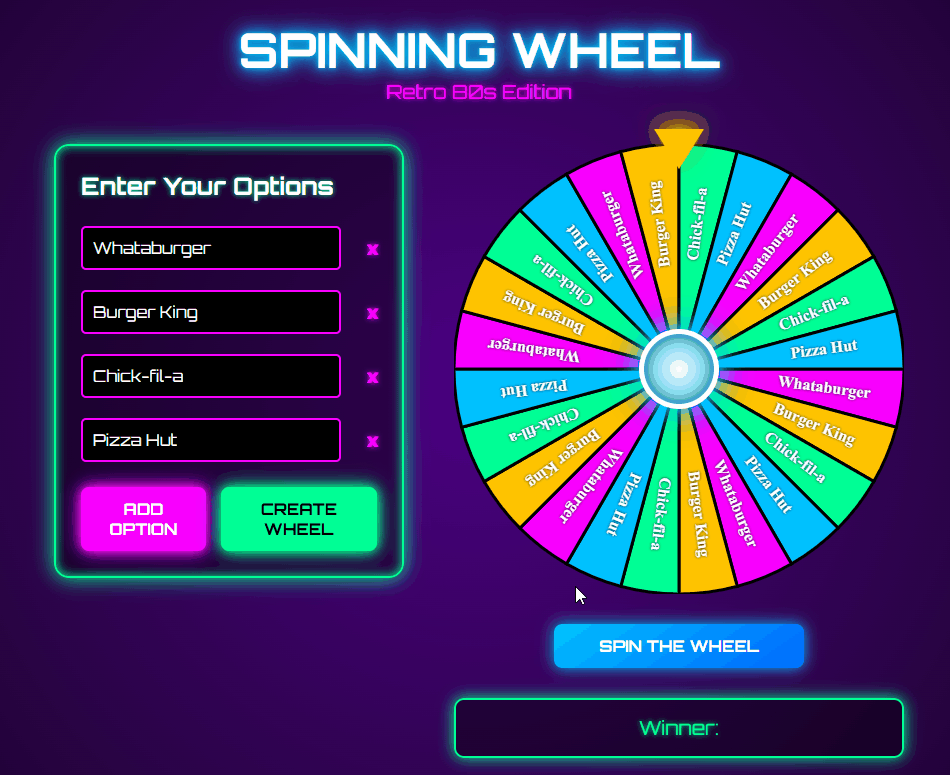 SPINNING WHEEL
Retro 80s Edition
Enter Your Options
Whataburger
x
Burger King
x
Chick-fil-a
x
Pizza Hut
x
ADD
OPTION
CREATE
WHEEL
Chick-fil-a
Pizza Hut
Whataburger
Burger King
Chick-fil-a
Pizza Hut
Whataburger
Burger King
Chick-fil-a
Pizza Hut
Whataburger
Burger King
Chick-fil-a
Pizza Hut
Whataburger
Burger King
Chick-fil-a
Pizza Hut
Whataburger
Burger King
Chick-fil-a
Pizza Hut
Whataburger
Burger King
SPIN THE WHEEL
Winner: